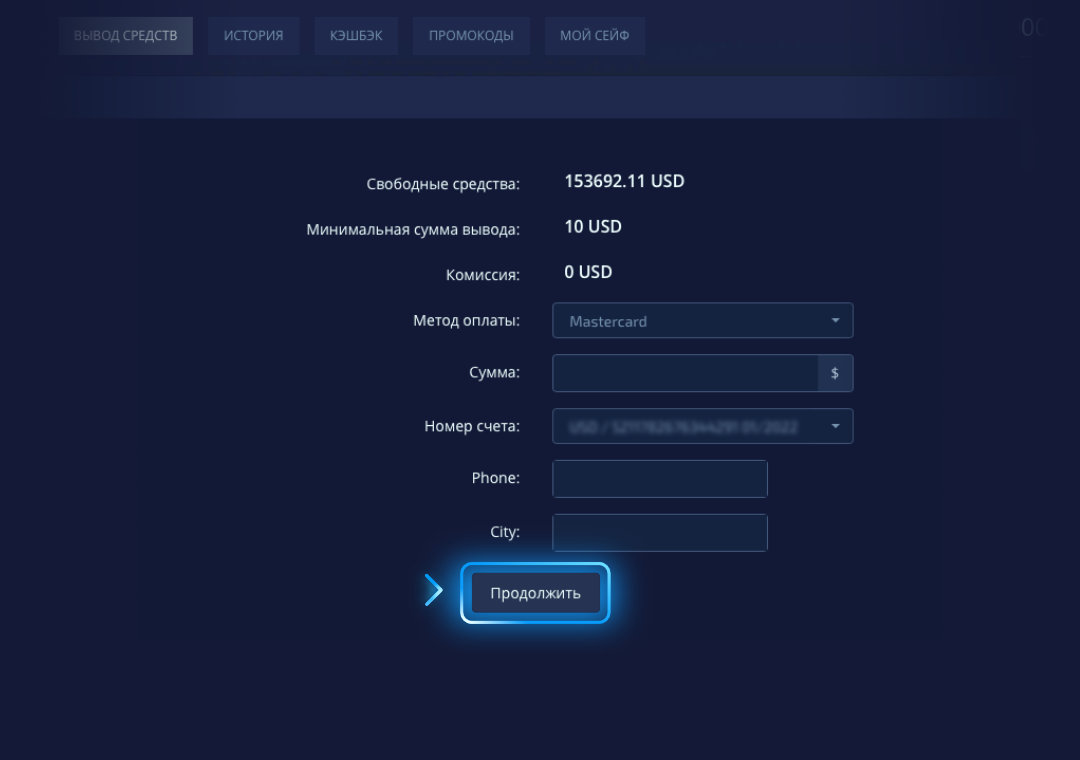 ВЫВОД СРЕДСТВ ИСТОРИЯ КЭШБЭК ПРОМОКОДЫ МОЙ СЕЙФ
Свободные средства: 153692.11 USD
Минимальная сумма вывода: 10 USD
Комиссия: 0 USD
Метод оплаты: Mastercard
Сумма: $
Номер счета:
Phone:
City:
Продолжить